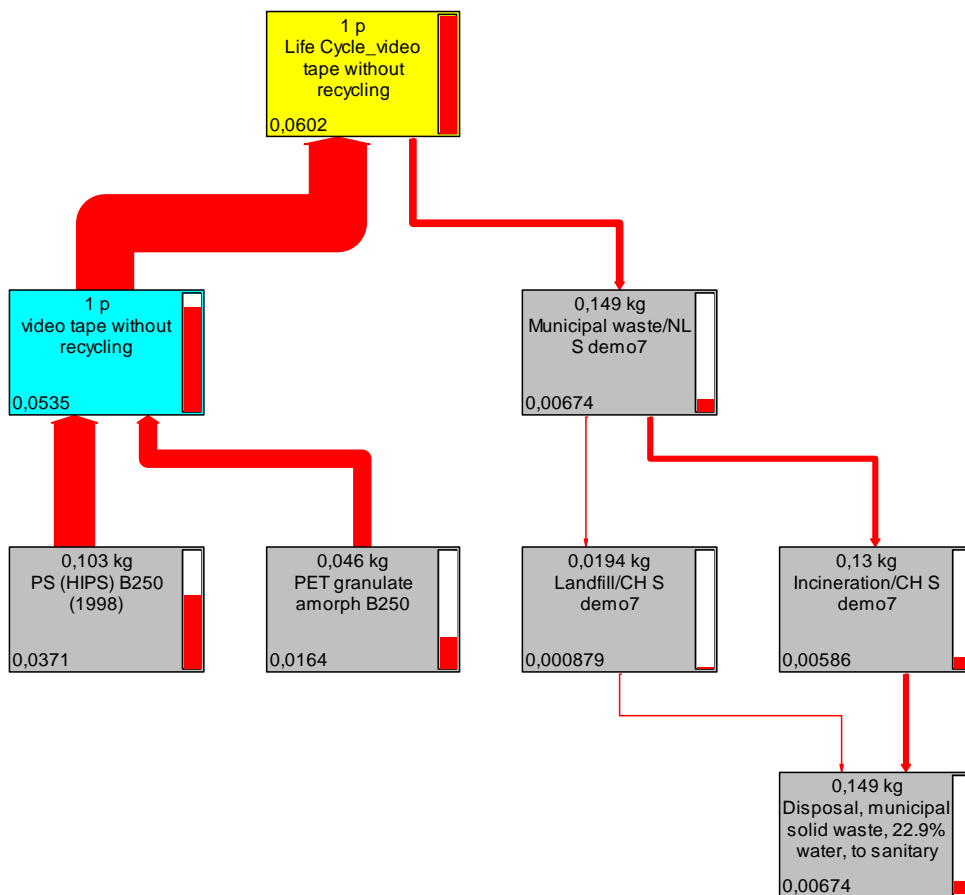 1 p
Life Cycle_video
tape without
recycling
0,0602
1 p
video tape without
recycling
0,0535
0,149 kg
Municipal waste/NL
S demo7
0,00674
0,103 kg
PS (HIPS) B250
(1998)
0,0371
0,046 kg
PET granulate
amorph B250
0,0164
0,0194 kg
Landfill/CH S
demo7
0,000879
0,13 kg
Incineration/CH S
demo7
0,00586
0,149 kg
Disposal, municipal
solid waste, 22.9%
water, to sanitary
0,00674